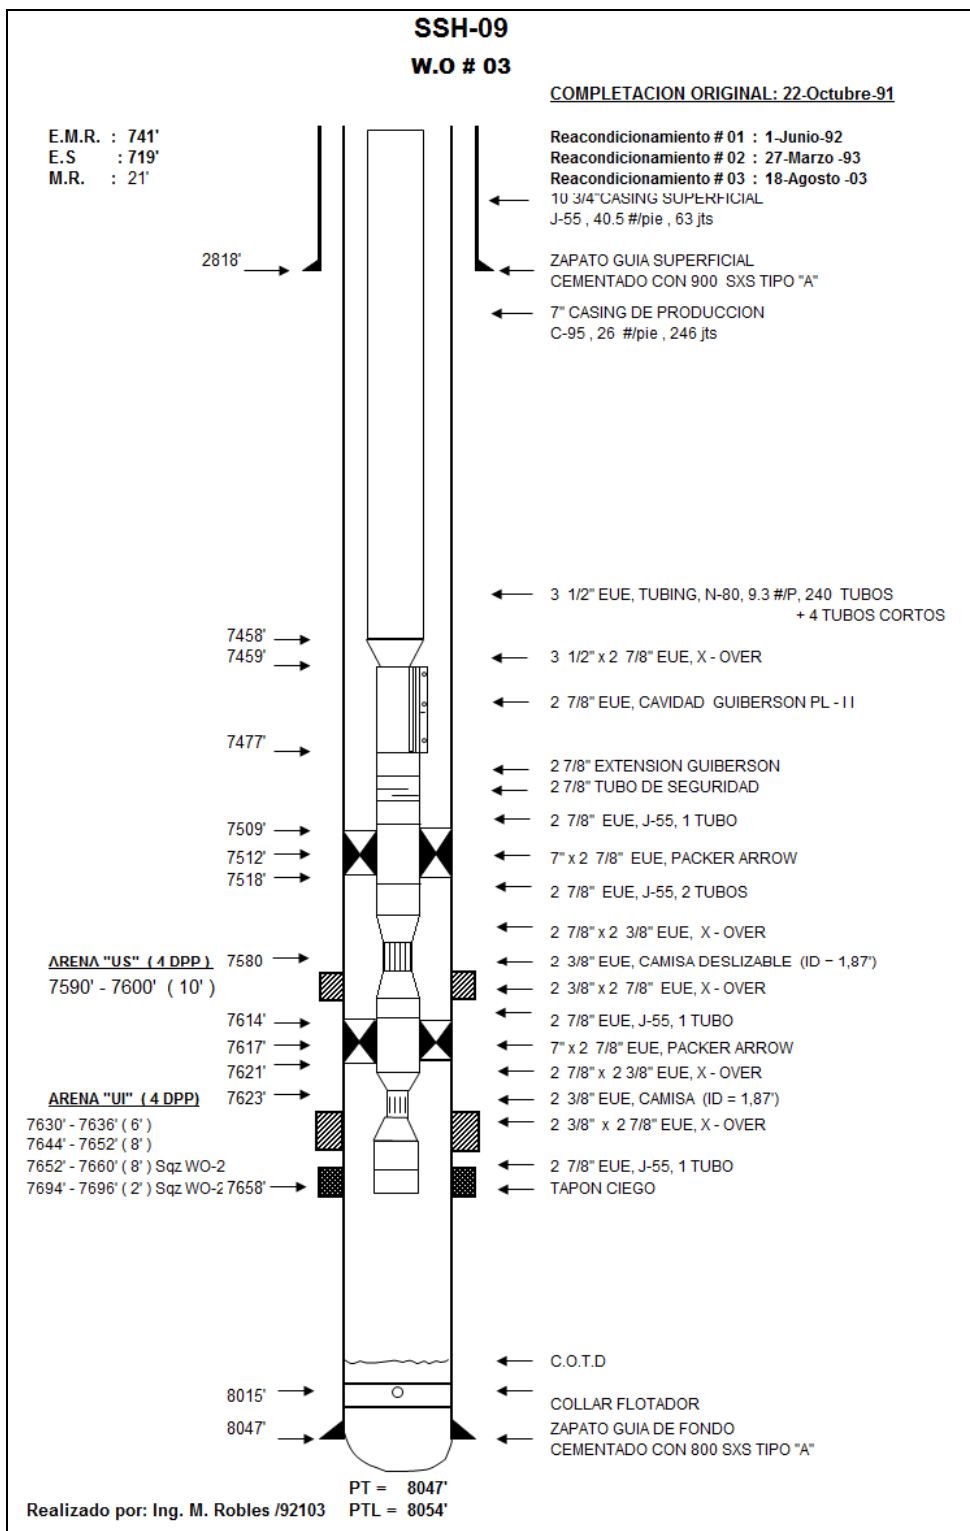 SSH-09
W.O # 03
COMPLETACION ORIGINAL: 22-Octubre-91
E.M.R. : 741'
E.S : 719'
M.R. : 21'
Reacondicionamiento # 01 : 1-Junio-92
Reacondicionamiento # 02 : 27-Marzo -93
Reacondicionamiento # 03 : 18-Agosto -03
10 3/4"CASING SUPERFICIAL
J-55 , 40.5 #/pie , 63 jts
2818'
ZAPATO GUIA SUPERFICIAL
CEMENTADO CON 900 SXS TIPO "A"
7" CASING DE PRODUCCION
C-95 , 26 #/pie , 246 jts
3 1/2" EUE, TUBING, N-80, 9.3 #/P, 240 TUBOS
+ 4 TUBOS CORTOS
7458'
7459'
3 1/2" x 2 7/8" EUE, X - OVER
2 7/8" EUE, CAVIDAD GUIBERSON PL - I I
7477'
2 7/8" EXTENSION GUIBERSON
2 7/8" TUBO DE SEGURIDAD
2 7/8" EUE, J-55, 1 TUBO
7509'
7512'
7" x 2 7/8" EUE, PACKER ARROW
7518'
2 7/8" EUE, J-55, 2 TUBOS
2 7/8" x 2 3/8" EUE, X - OVER
ARENA "US" ( 4 DPP )
7580
2 3/8" EUE, CAMISA DESLIZABLE (ID = 1,87')
7590' - 7600' ( 10' )
2 3/8" x 2 7/8" EUE, X - OVER
7614'
2 7/8" EUE, J-55, 1 TUBO
7617'
7" x 2 7/8" EUE, PACKER ARROW
7621'
2 7/8" x 2 3/8" EUE, X - OVER
ARENA "UI" ( 4 DPP)
7623'
2 3/8" EUE, CAMISA (ID = 1,87')
7630' - 7636' ( 6' )
2 3/8" x 2 7/8" EUE, X - OVER
7644' - 7652' ( 8' )
7652' - 7660' ( 8' ) Sqz WO-2
2 7/8" EUE, J-55, 1 TUBO
7694' - 7696' ( 2' ) Sqz WO-2
7658'
TAPON CIEGO
C.O.T.D
8015'
COLLAR FLOTADOR
8047'
ZAPATO GUIA DE FONDO
CEMENTADO CON 800 SXS TIPO "A"
PT = 8047'
Realizado por: Ing. M. Robles /92103
PTL = 8054'